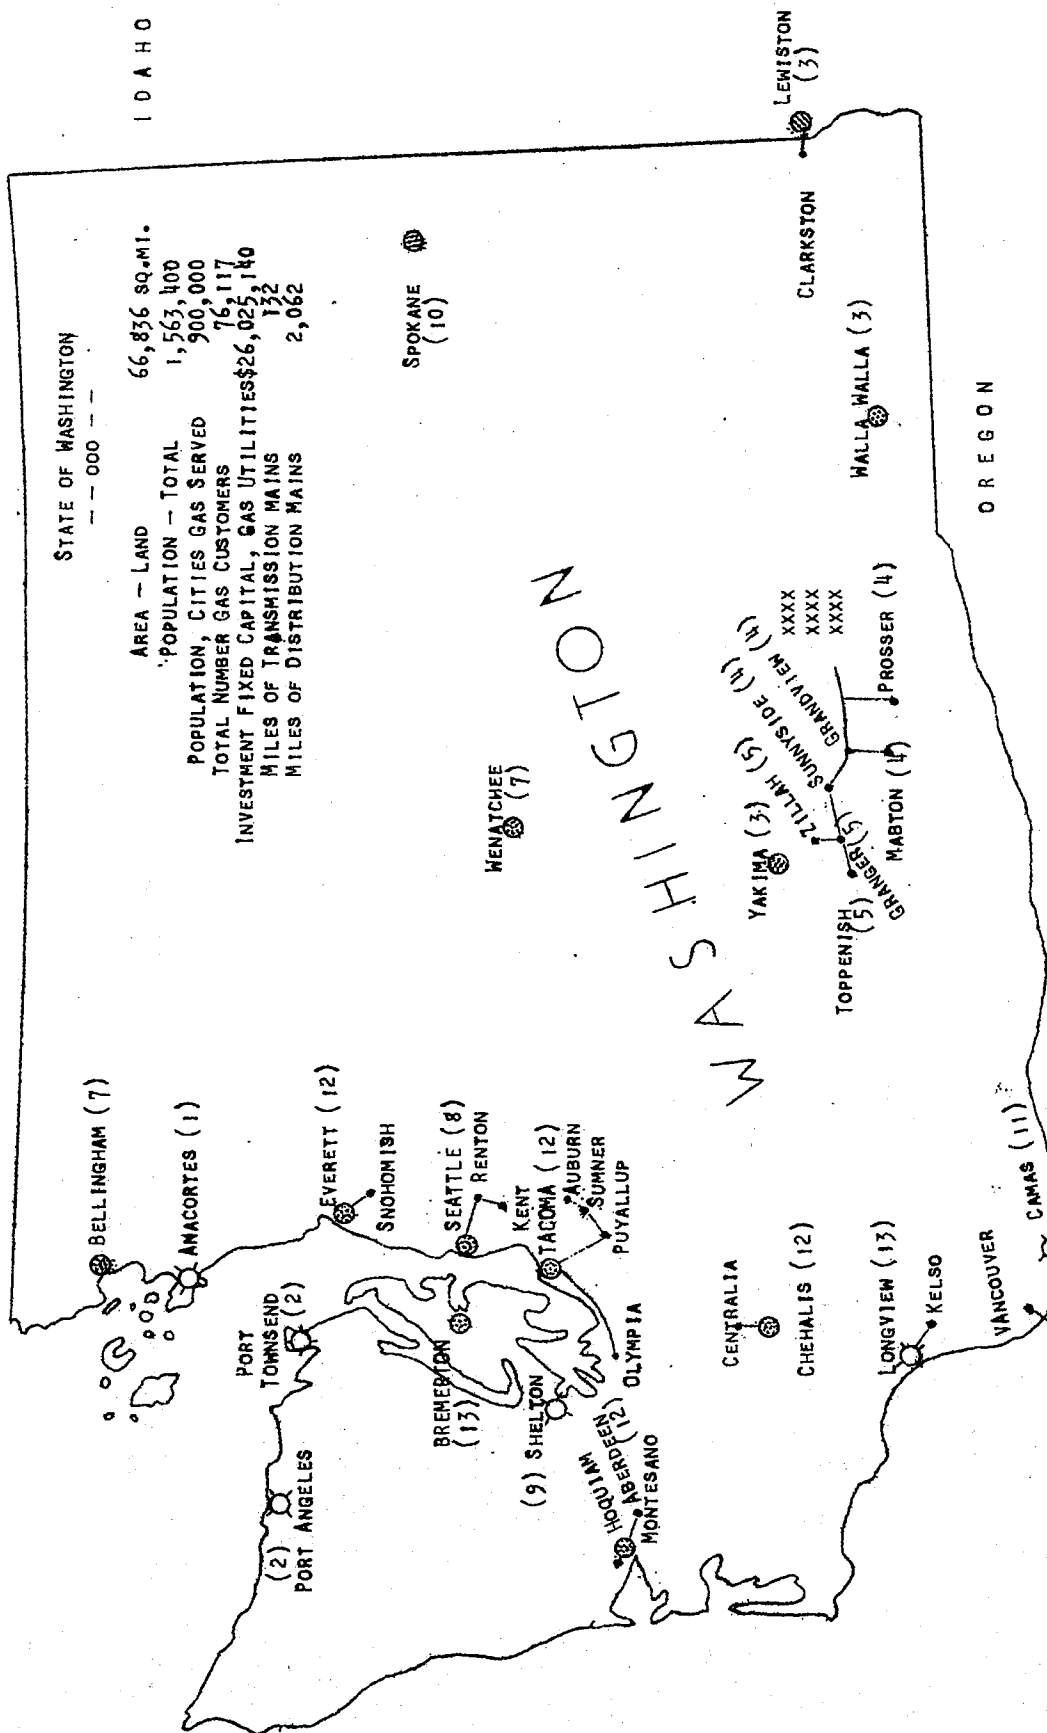 STATE OF WASHINGTON
--000--
AREA - LAND 66,836 SQ.MI.
POPULATION - TOTAL 1,563,400
POPULATION, CITIES GAS SERVED 900,000
TOTAL NUMBER GAS CUSTOMERS 76,117
INVESTMENT FIXED CAPITAL, GAS UTILITIES $26,025,140
MILES OF TRANSMISSION MAINS 132
MILES OF DISTRIBUTION MAINS 2,062
IDAHO
BELLINGHAM (7)
ANACORTES (1)
PORT
TOWNSEND
(2)
(2)
PORT ANGELES
EVERETT (12)
SNOHOMISH
SEATTLE (8)
RENTON
KENT
BREMERTON
(13)
(9) SHELTON
TACOMA (12)
AUBURN
SUMNER
PUYALLUP
OLYMPIA
HOQUIAM
ABERDEEN
(12)
MONTESANO
WENATCHEE
(7)
SPOKANE
(10)
WASHINGTON
CENTRALIA
CHEHALIS (12)
LONGVIEW (13)
KELSO
VANCOUVER
CAMAS (11)
YAKIMA (3)
ZILLAH (5)
SUNNYSIDE (4)
GRANDVIEW (4)
XXXX
XXXX
XXXX
TOPPENISH
(5)
GRANGER (5)
MABTON (4)
PROSSER (4)
WALLA WALLA (3)
CLARKSTON
LEWISTON
(3)
OREGON